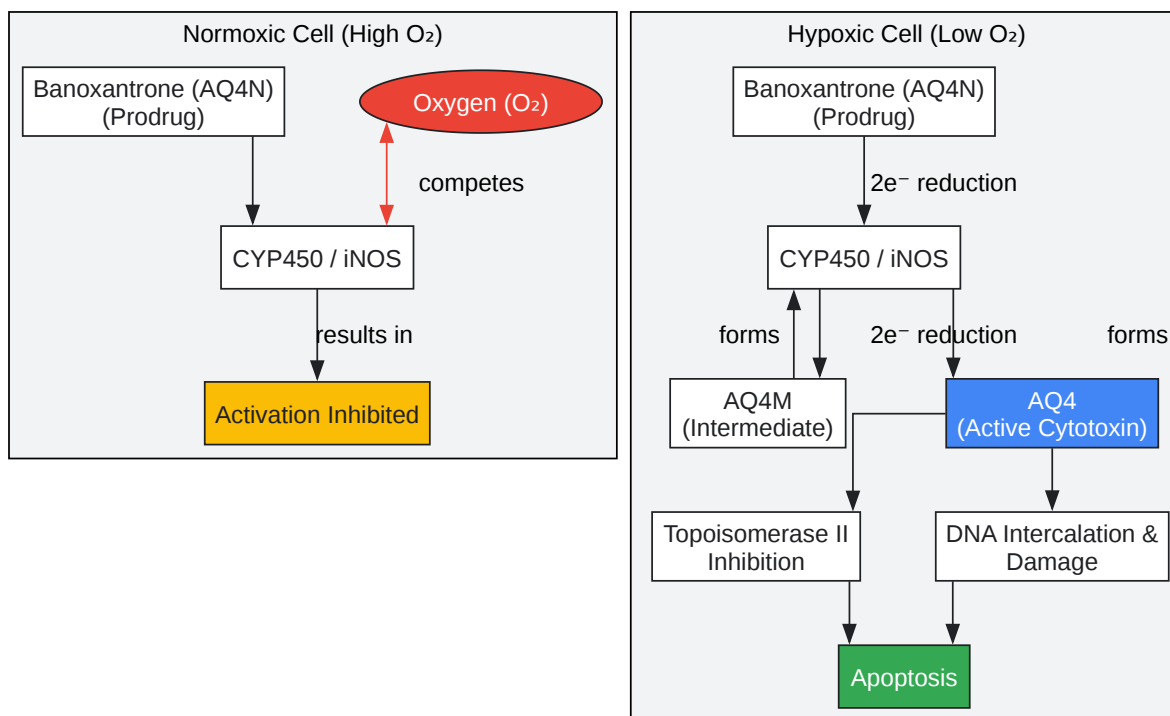 Normoxic Cell (High O₂)
Banoxantrone (AQ4N)
(Prodrug)
Oxygen (O₂)
competes
CYP450 / iNOS
results in
Activation Inhibited
Hypoxic Cell (Low O₂)
Banoxantrone (AQ4N)
(Prodrug)
2e⁻ reduction
CYP450 / iNOS
forms
2e⁻ reduction
forms
AQ4M
(Intermediate)
AQ4
(Active Cytotoxin)
Topoisomerase II
Inhibition
DNA Intercalation &
Damage
Apoptosis